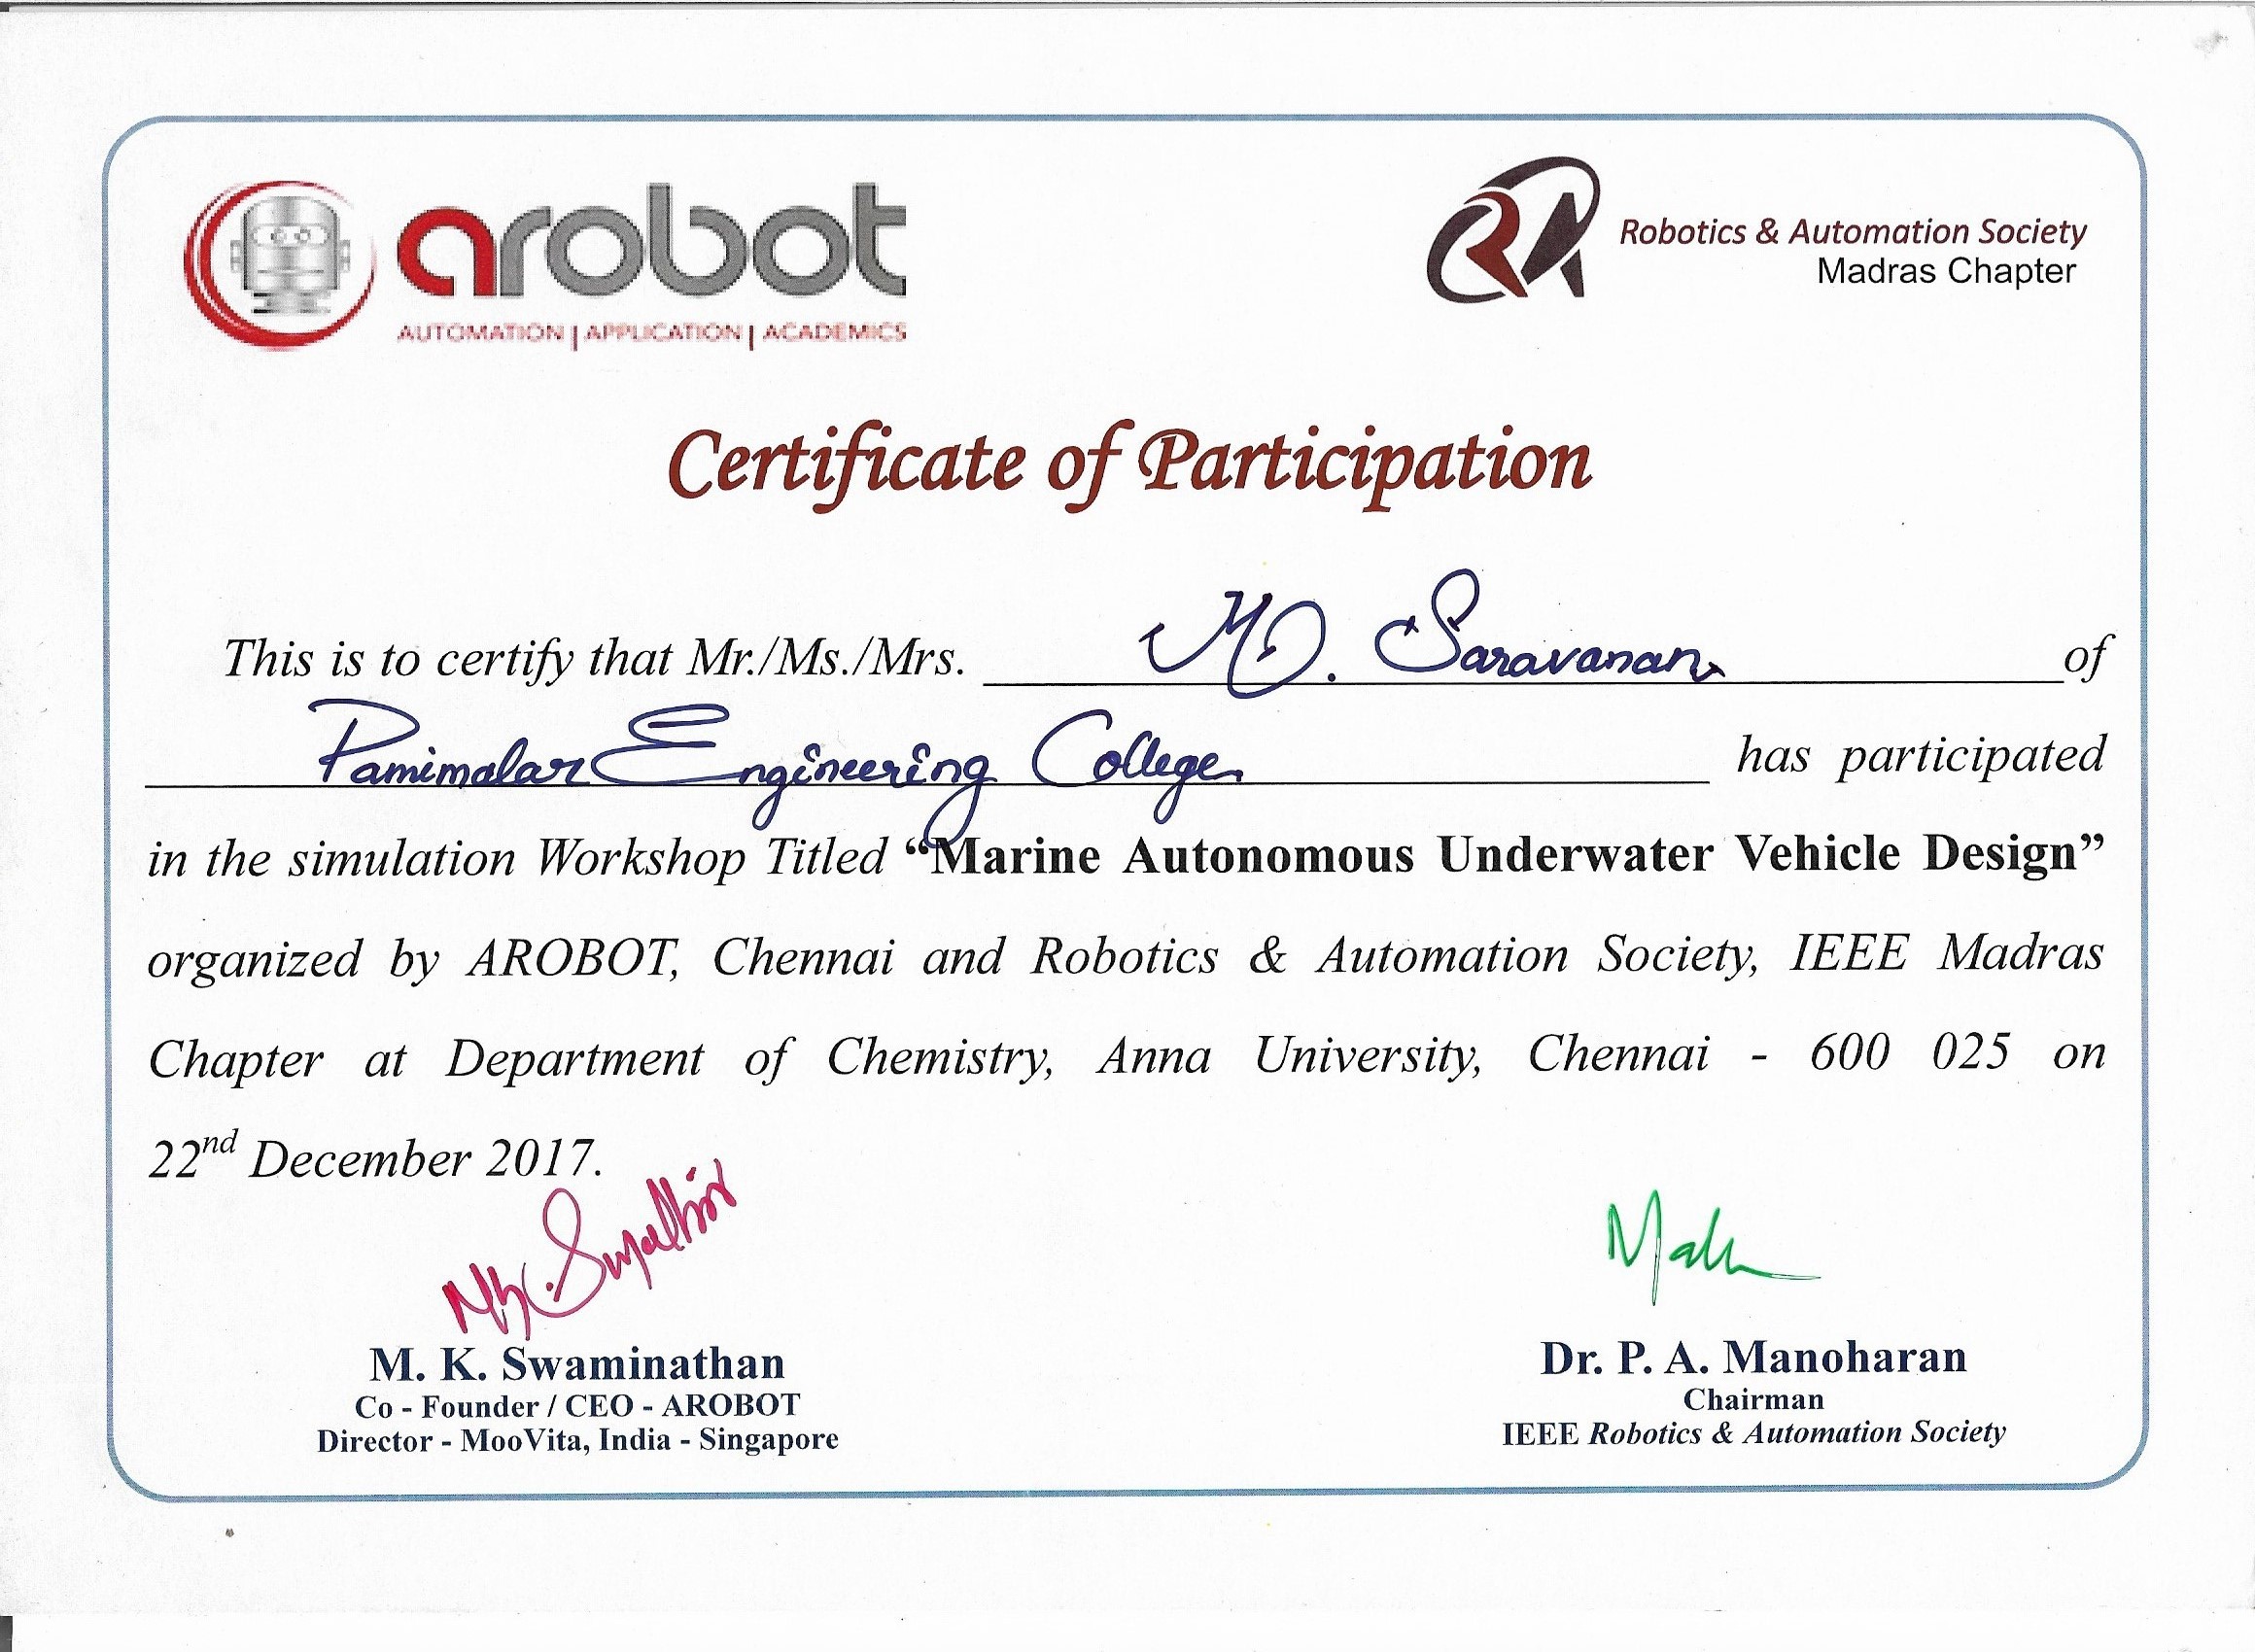 arobot
AUTOMATION | APPLICATION | ACADEMICS
RA
Robotics & Automation Society
Madras Chapter
Certificate of Participation
This is to certify that Mr./Ms./Mrs. M.D. Saravanan of
Panimalar Engineering College has participated
in the simulation Workshop Titled “Marine Autonomous Underwater Vehicle Design”
organized by AROBOT, Chennai and Robotics & Automation Society, IEEE Madras
Chapter at Department of Chemistry, Anna University, Chennai - 600 025 on
22nd December 2017.
M. K. Swaminathan
Co - Founder / CEO - AROBOT
Director - MooVita, India - Singapore
Dr. P. A. Manoharan
Chairman
IEEE Robotics & Automation Society